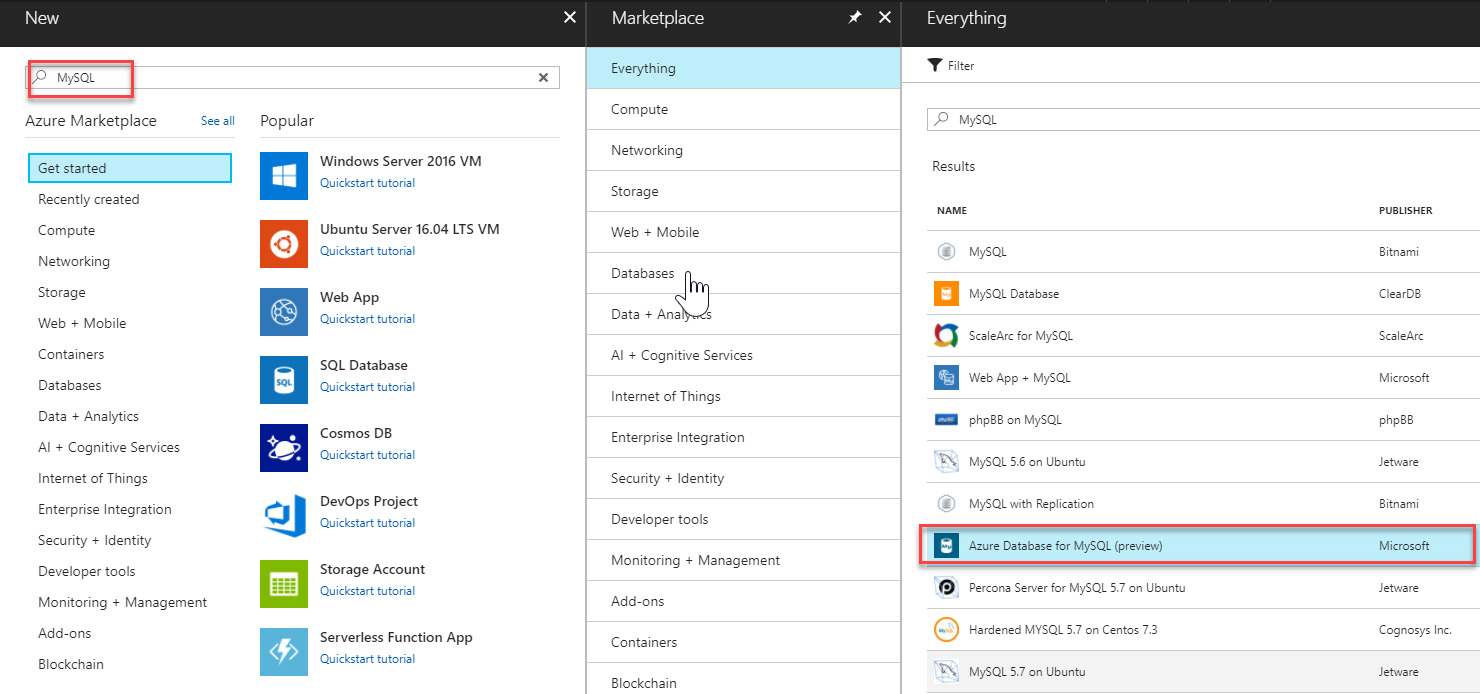 New
MySQL
Azure Marketplace
See all
Get started
Recently created
Compute
Networking
Storage
Web + Mobile
Containers
Databases
Data + Analytics
AI + Cognitive Services
Internet of Things
Enterprise Integration
Security + Identity
Developer tools
Monitoring + Management
Add-ons
Blockchain
Popular
Windows Server 2016 VM
Quickstart tutorial
Ubuntu Server 16.04 LTS VM
Quickstart tutorial
Web App
Quickstart tutorial
SQL
SQL Database
Quickstart tutorial
Cosmos DB
Quickstart tutorial
DevOps Project
Quickstart tutorial
Storage Account
Quickstart tutorial
Serverless Function App
Quickstart tutorial
Marketplace
Everything
Compute
Networking
Storage
Web + Mobile
Databases
Data + Analytics
AI + Cognitive Services
Internet of Things
Enterprise Integration
Security + Identity
Developer tools
Monitoring + Management
Add-ons
Containers
Blockchain
Everything
Filter
MySQL
Results
NAME PUBLISHER
MySQL Bitnami
MySQL Database ClearDB
ScaleArc for MySQL ScaleArc
Web App + MySQL Microsoft
phpBB phpBB on MySQL phpBB
MySQL 5.6 on Ubuntu Jetware
MySQL with Replication Bitnami
My Azure Database for MySQL (preview) Microsoft
Percona Server for MySQL 5.7 on Ubuntu Jetware
MySQL Hardened MYSQL 5.7 on Centos 7.3 Cognosys Inc.
MySQL 5.7 on Ubuntu Jetware